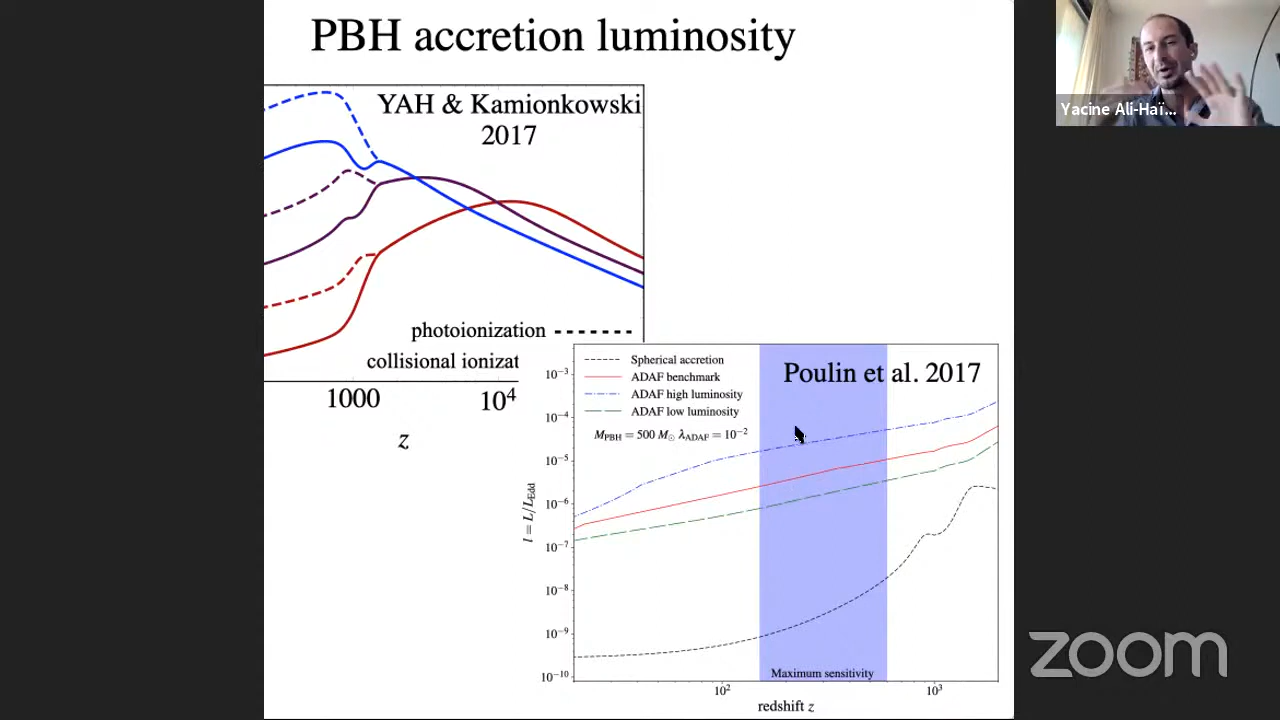 PBH accretion luminosity
Yacine Ali-Haï...
YAH & Kamionkowski
2017
photoionization
collisional ionizat
1000
10⁴
z
Spherical accretion
ADAF benchmark
ADAF high luminosity
ADAF low luminosity
Poulin et al. 2017
M_PBH = 500 M_⊙ λ_ADAF = 10⁻²
10⁻³
10⁻⁴
10⁻⁵
10⁻⁶
10⁻⁷
10⁻⁸
10⁻⁹
10⁻¹⁰
l = L/L_Edd
Maximum sensitivity
10²
10³
redshift z
zoom